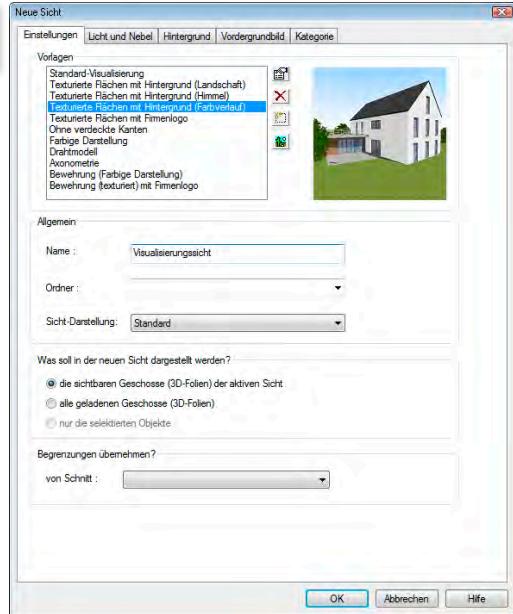 Neue Sicht
Einstellungen
Licht und Nebel
Hintergrund
Vordergrundbild
Kategorie
Vorlagen
Standard-Visualisierung
Texturierte Flächen mit Hintergrund (Landschaft)
Texturierte Flächen mit Hintergrund (Himmel)
Texturierte Flächen mit Hintergrund (Farbverlauf)
Texturierte Flächen mit Firmenlogo
Ohne verdeckte Kanten
Farbige Darstellung
Drahtmodell
Axonometrie
Bewehrung (Farbige Darstellung)
Bewehrung (texturiert) mit Firmenlogo
Allgemein
Name :
Visualisierungssicht
Ordner :
Sicht-Darstellung:
Standard
Was soll in der neuen Sicht dargestellt werden?
die sichtbaren Geschosse (3D-Folien) der aktiven Sicht
alle geladenen Geschosse (3D-Folien)
nur die selektierten Objekte
Begrenzungen übernehmen?
von Schnitt :
OK
Abbrechen
Hilfe